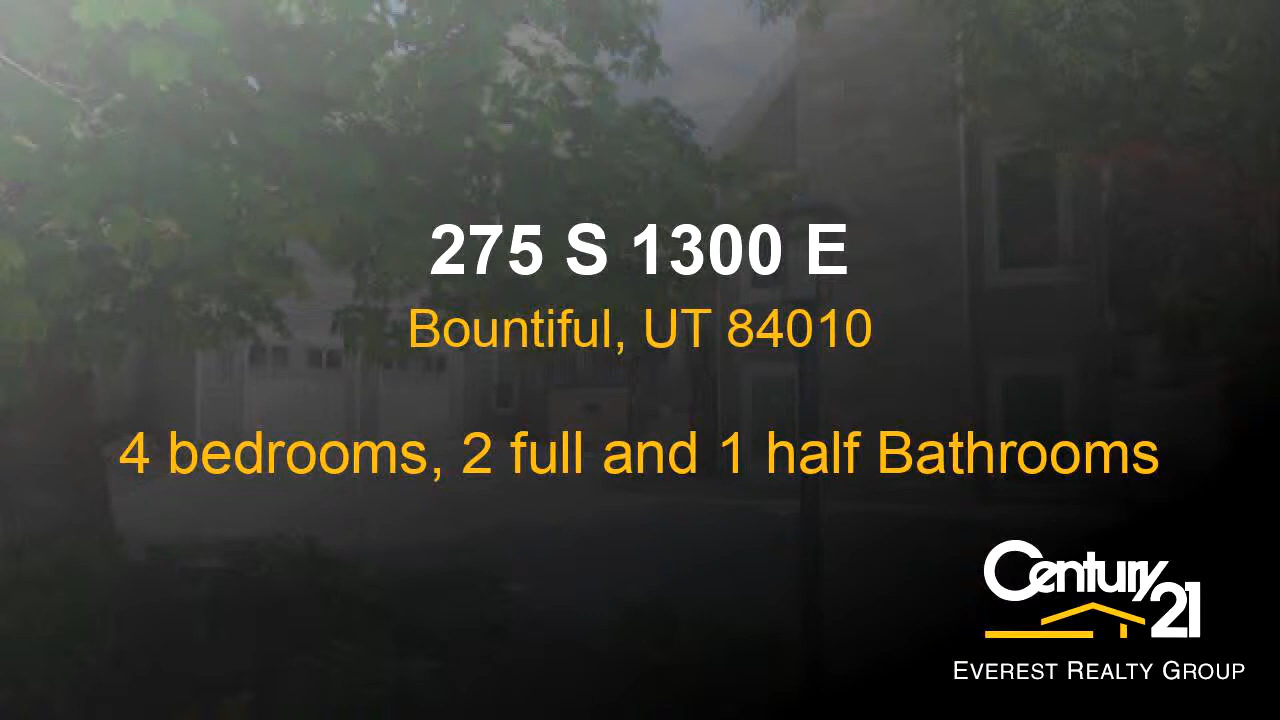 275 S 1300 E
Bountiful, UT 84010
4 bedrooms, 2 full and 1 half Bathrooms
Century 21
EVEREST REALTY GROUP